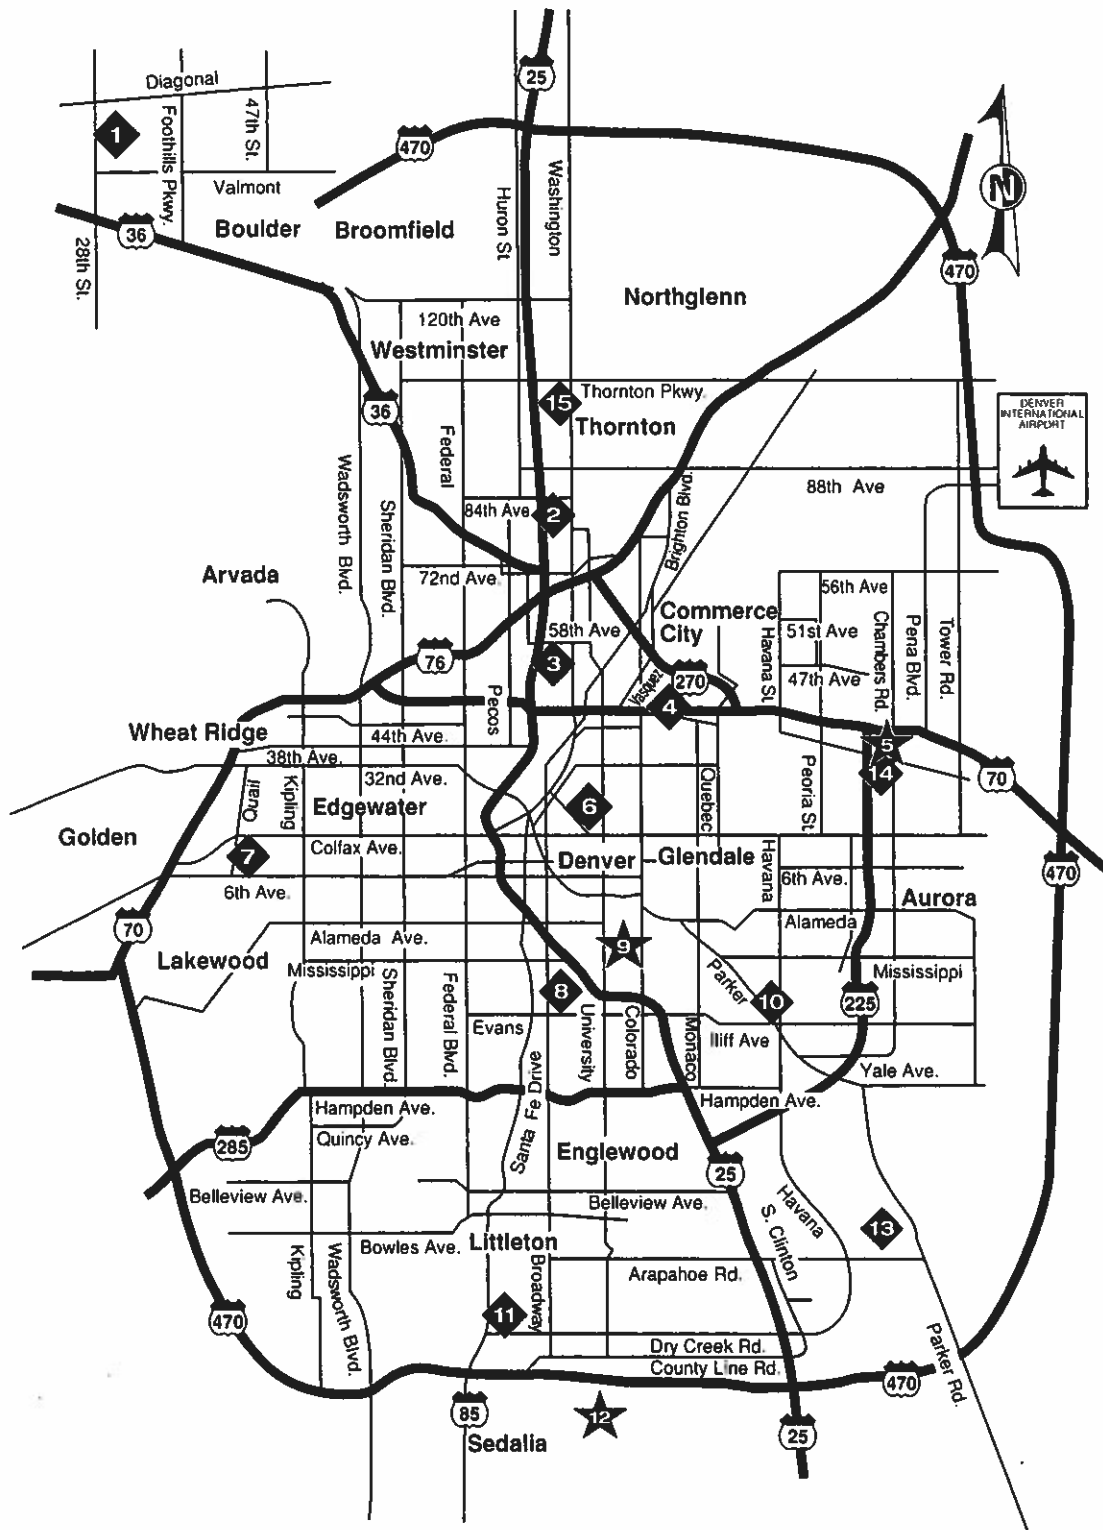 25
Diagonal
1
Foothills Pkwy.
47th St.
470
Washington
Huron St
Valmont
N
36
Boulder
Broomfield
28th St.
470
Northglenn
120th Ave
Westminster
Thornton Pkwy.
15
36
DENVER
INTERNATIONAL
AIRPORT
Thornton
Federal
Wadsworth Blvd.
Sheridan Blvd.
88th Ave
84th Ave
2
Brighton Blvd.
Arvada
72nd Ave.
56th Ave
Commerce
City
58th Ave
Havana St.
51st Ave
Chambers Rd.
Pena Blvd.
Tower Rd.
76
3
270
47th Ave
Vasquez
Pecos
4
Wheat Ridge
44th Ave.
5
38th Ave.
32nd Ave.
14
70
Quail
Kipling
Edgewater
6
Quebec
Peoria St.
Golden
Colfax Ave.
7
Denver
Glendale
Havana
470
6th Ave.
6th Ave.
Aurora
70
Alameda Ave.
Alameda
9
Lakewood
Mississippi
Mississippi
Parker
8
10
225
Sheridan Blvd.
Federal Blvd.
Evans
University
Colorado
Monaco
Iliff Ave
Yale Ave.
Santa Fe Drive
Hampden Ave.
Hampden Ave.
Quincy Ave.
285
Englewood
25
Belleview Ave.
Belleview Ave.
Havana
S. Clinton
13
Bowles Ave.
Littleton
Kipling
Wadsworth Blvd.
Broadway
Arapahoe Rd.
11
470
Dry Creek Rd.
County Line Rd.
Parker Rd.
470
85
12
25
Sedalia